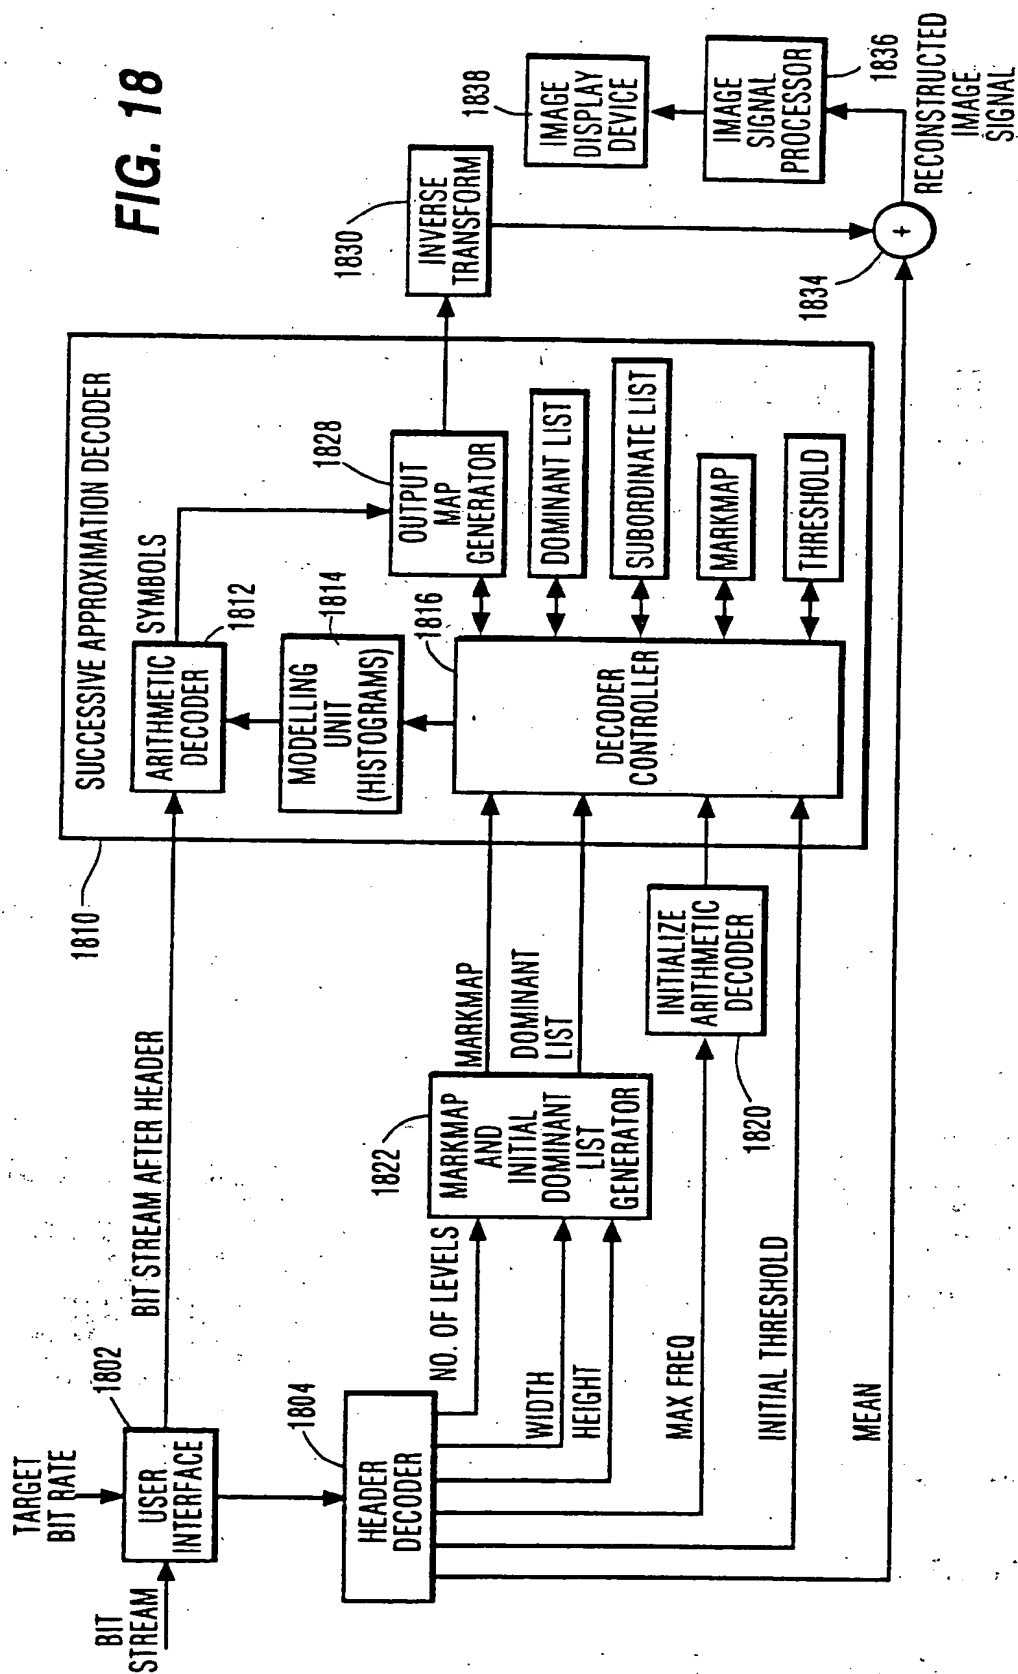 FIG. 18
TARGET
BIT RATE
BIT
STREAM
USER
INTERFACE
1802
BIT STREAM AFTER HEADER
1810
SUCCESSIVE APPROXIMATION DECODER
ARITHMETIC
DECODER
SYMBOLS
1812
MODELLING
UNIT
(HISTOGRAMS)
1814
OUTPUT
MAP
GENERATOR
1828
INVERSE
TRANSFORM
1830
HEADER
DECODER
1804
NO. OF LEVELS
WIDTH
HEIGHT
MARKMAP
AND
INITIAL
DOMINANT
LIST
GENERATOR
1822
MARKMAP
DOMINANT
LIST
DECODER
CONTROLLER
1816
DOMINANT LIST
SUBORDINATE LIST
MARKMAP
THRESHOLD
MAX FREQ
INITIALIZE
ARITHMETIC
DECODER
1820
INITIAL THRESHOLD
MEAN
+
1834
RECONSTRUCTED
IMAGE
SIGNAL
IMAGE
SIGNAL
PROCESSOR
1836
IMAGE
DISPLAY
DEVICE
1838